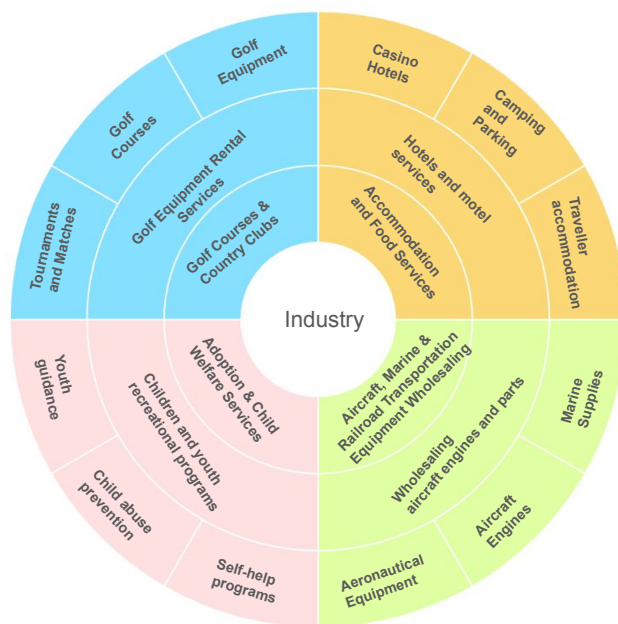 Industry
Accommodation
and Food Services
Hotels and motel
services
Casino
Hotels
Camping
and
Parking
Traveller
accommodation
Aircraft, Marine &
Railroad Transportation
Equipment Wholesaling
Wholesaling
aircraft engines and parts
Marine
Supplies
Aircraft
Engines
Aeronautical
Equipment
Adoption & Child
Welfare Services
Children and youth
recreational programs
Self-help
programs
Child abuse
prevention
Youth
guidance
Golf Courses &
Country Clubs
Golf Equipment Rental
Services
Tournaments
and Matches
Golf
Courses
Golf
Equipment